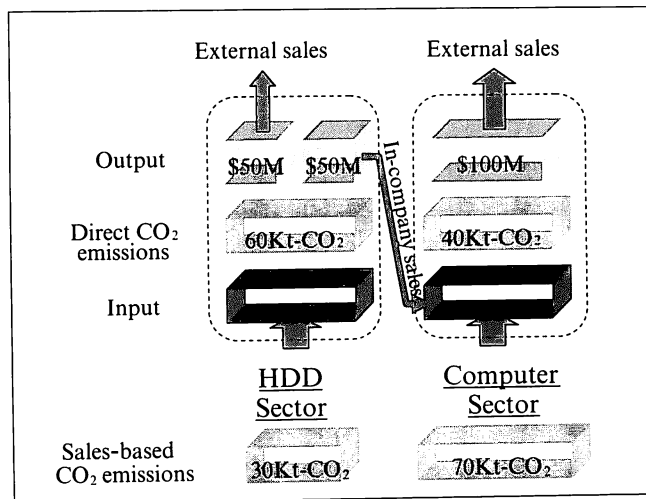 External sales
External sales
Output
$50M
$50M
$100M
In-company sales
Direct CO₂
emissions
60Kt-CO₂
40Kt-CO₂
Input
HDD
Sector
Computer
Sector
Sales-based
CO₂ emissions
30Kt-CO₂
70Kt-CO₂